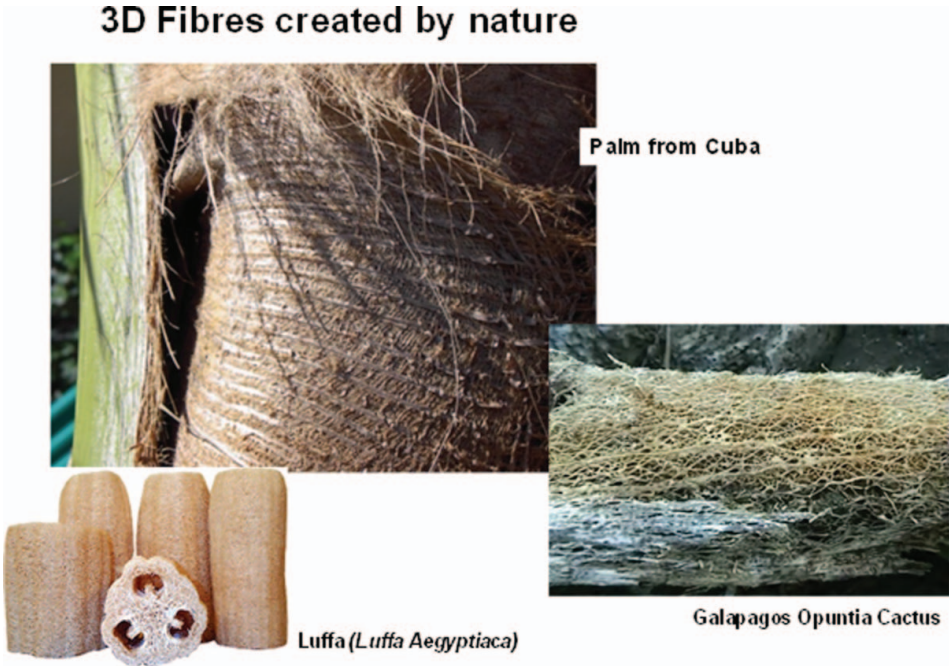 3D Fibres created by nature
Palm from Cuba
Galapagos Opuntia Cactus
Luffa (Luffa Aegyptiaca)